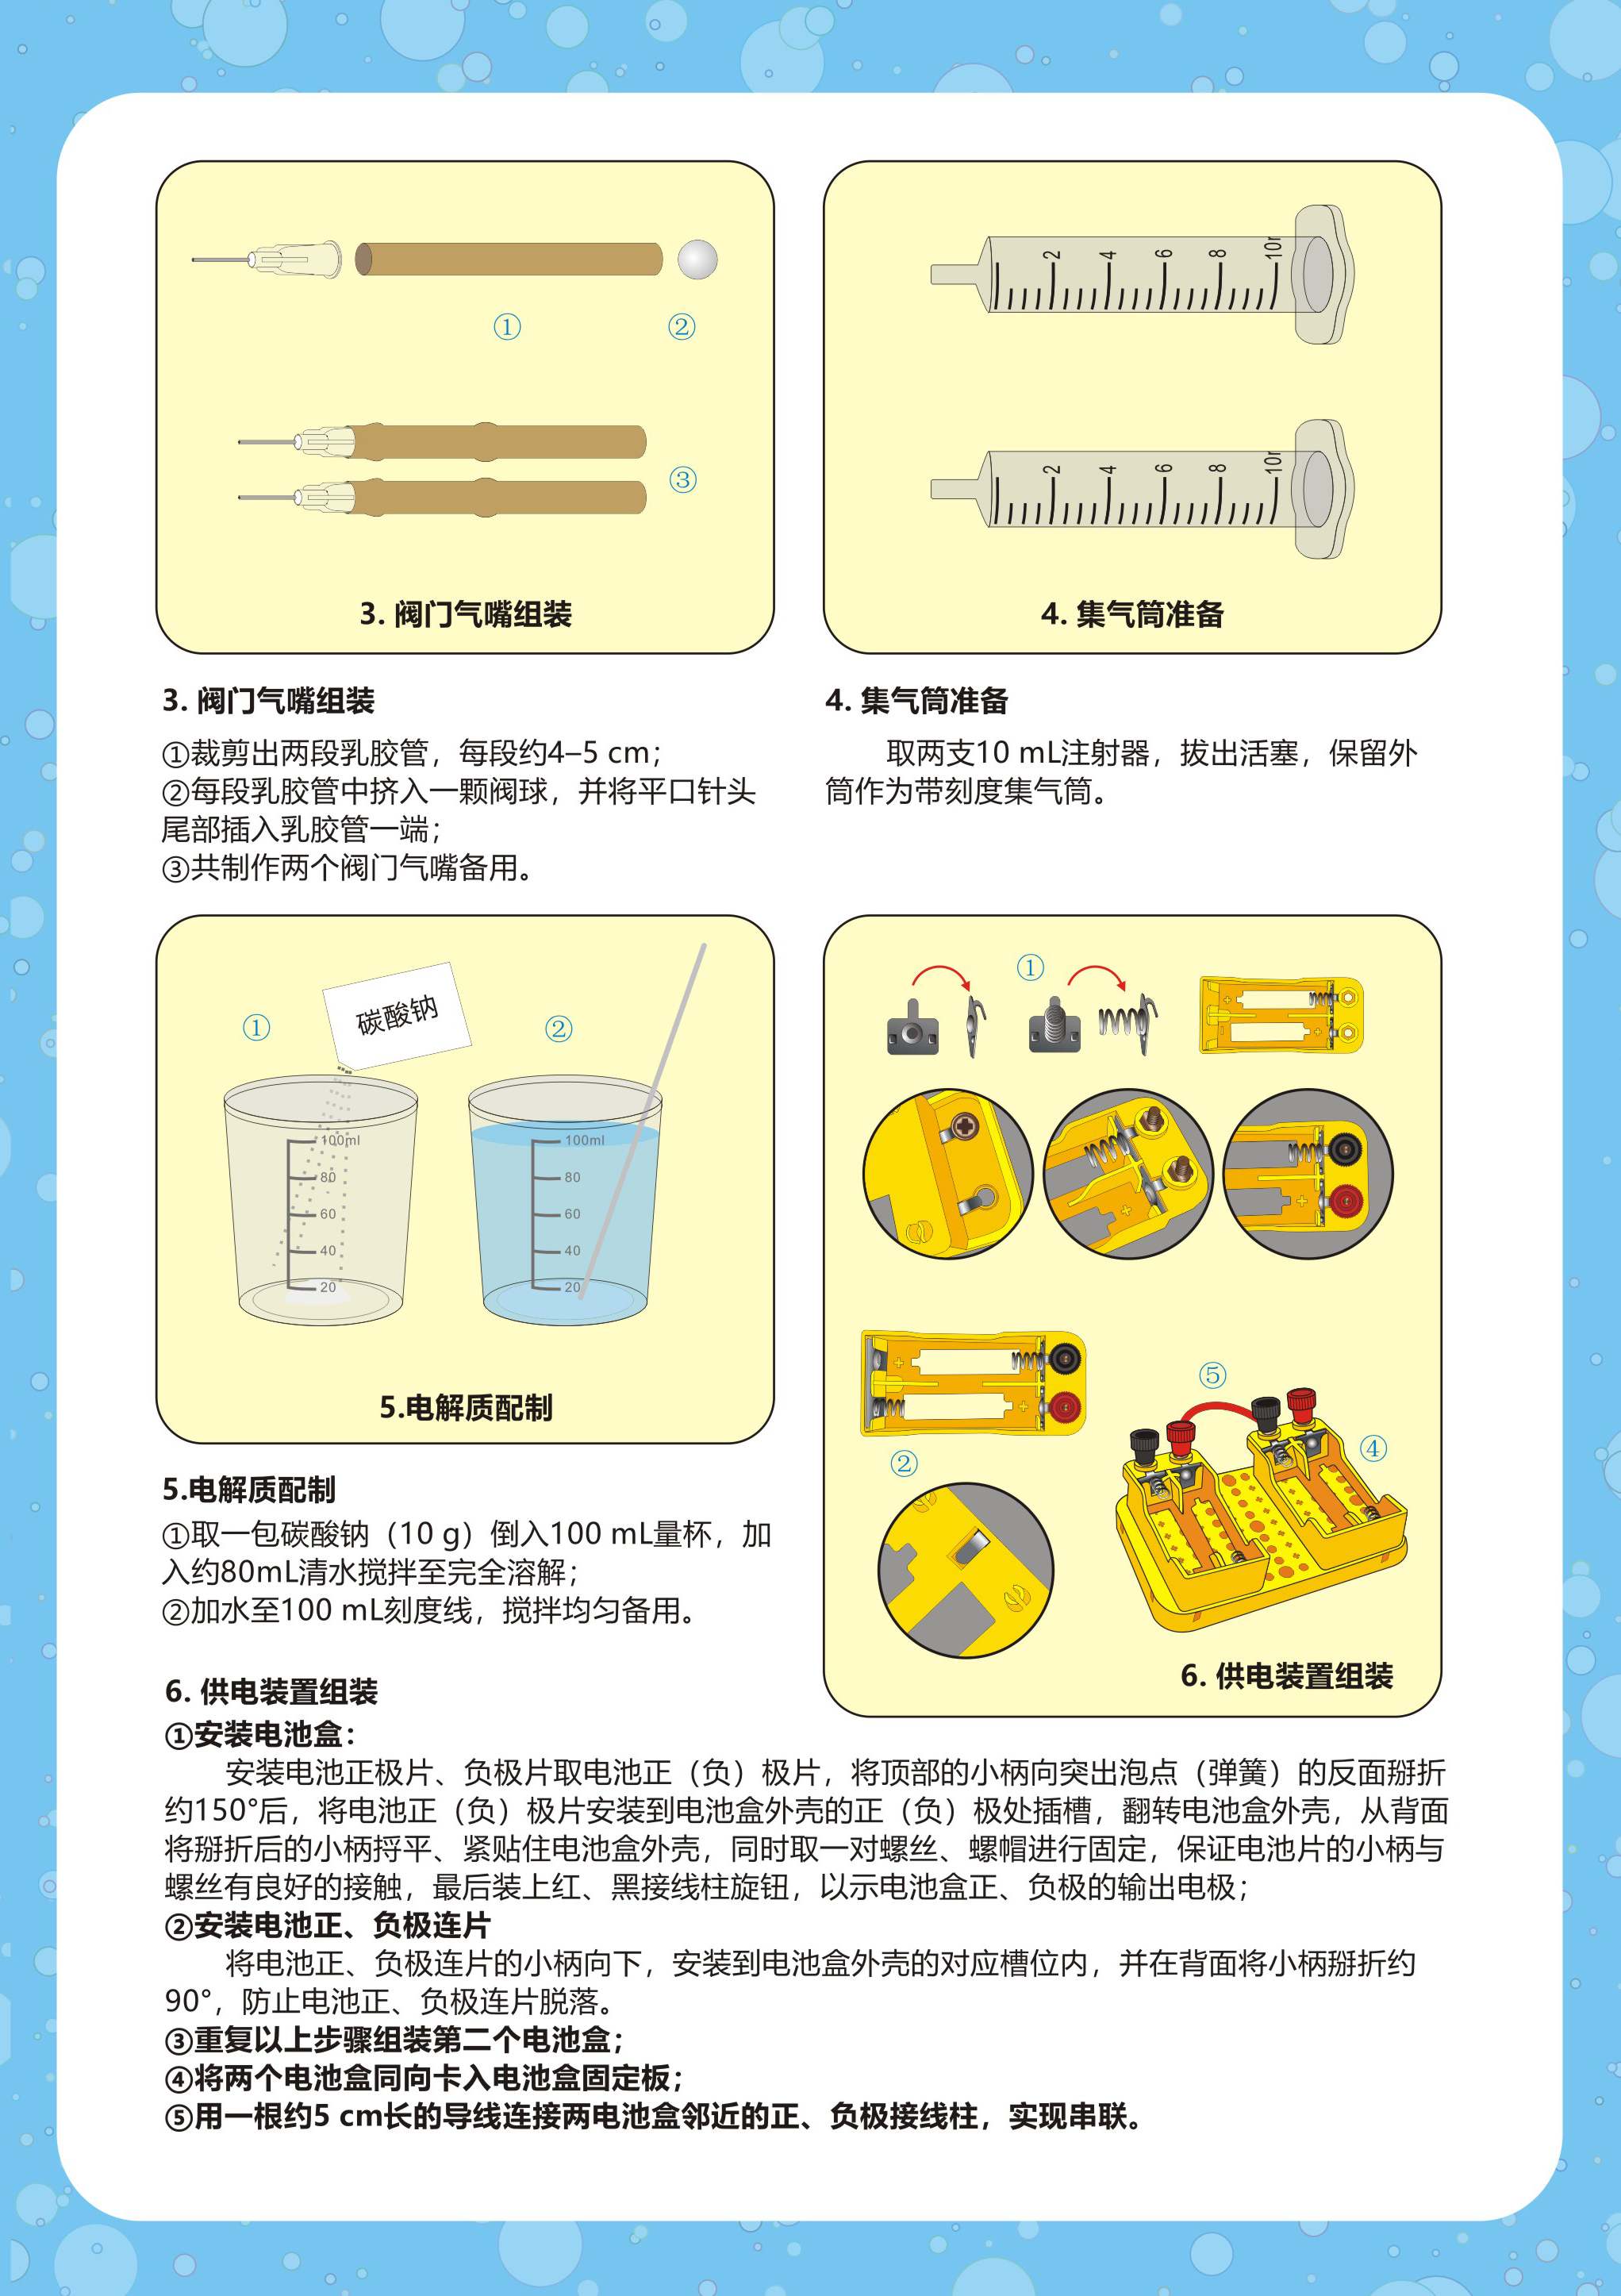 ① ②
③
3. 阀门气嘴组装
2 4 6 8 10
2 4 6 8 10
4. 集气筒准备
3. 阀门气嘴组装
①裁剪出两段乳胶管，每段约4–5 cm；
②每段乳胶管中挤入一颗阀球，并将平口针头
尾部插入乳胶管一端；
③共制作两个阀门气嘴备用。
4. 集气筒准备
取两支10 mL注射器，拔出活塞，保留外
筒作为带刻度集气筒。
① 碳酸钠 ②
100ml
80
60
40
20
100ml
80
60
40
20
5.电解质配制
5.电解质配制
①取一包碳酸钠（10 g）倒入100 mL量杯，加
入约80mL清水搅拌至完全溶解；
②加水至100 mL刻度线，搅拌均匀备用。
①
②
⑤
④
6. 供电装置组装
6. 供电装置组装
①安装电池盒：
安装电池正极片、负极片取电池正（负）极片，将顶部的小柄向突出泡点（弹簧）的反面掰折
约150°后，将电池正（负）极片安装到电池盒外壳的正（负）极处插槽，翻转电池盒外壳，从背面
将掰折后的小柄捋平、紧贴住电池盒外壳，同时取一对螺丝、螺帽进行固定，保证电池片的小柄与
螺丝有良好的接触，最后装上红、黑接线柱旋钮，以示电池盒正、负极的输出电极；
②安装电池正、负极连片
将电池正、负极连片的小柄向下，安装到电池盒外壳的对应槽位内，并在背面将小柄掰折约
90°，防止电池正、负极连片脱落。
③重复以上步骤组装第二个电池盒；
④将两个电池盒同向卡入电池盒固定板；
⑤用一根约5 cm长的导线连接两电池盒邻近的正、负极接线柱，实现串联。